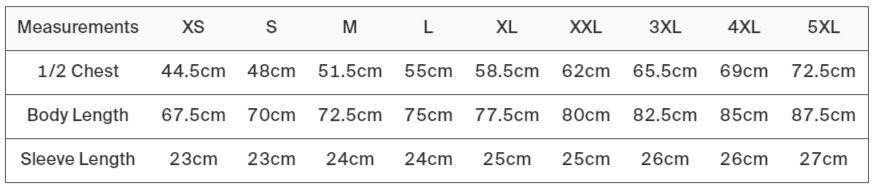 Measurements XS S M L XL XXL 3XL 4XL 5XL
1/2 Chest 44.5cm 48cm 51.5cm 55cm 58.5cm 62cm 65.5cm 69cm 72.5cm
Body Length 67.5cm 70cm 72.5cm 75cm 77.5cm 80cm 82.5cm 85cm 87.5cm
Sleeve Length 23cm 23cm 24cm 24cm 25cm 25cm 26cm 26cm 27cm